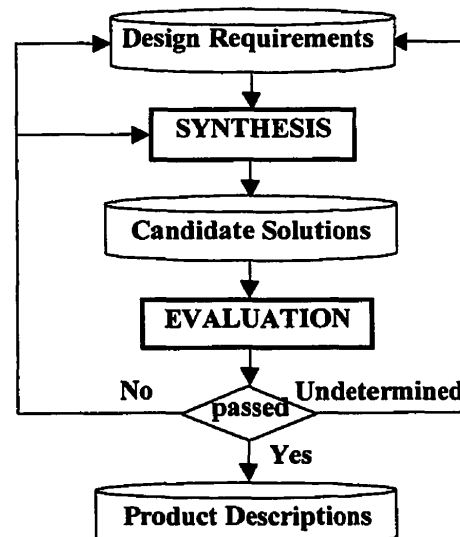 Design Requirements
SYNTHESIS
Candidate Solutions
EVALUATION
No
passed
Undetermined
Yes
Product Descriptions